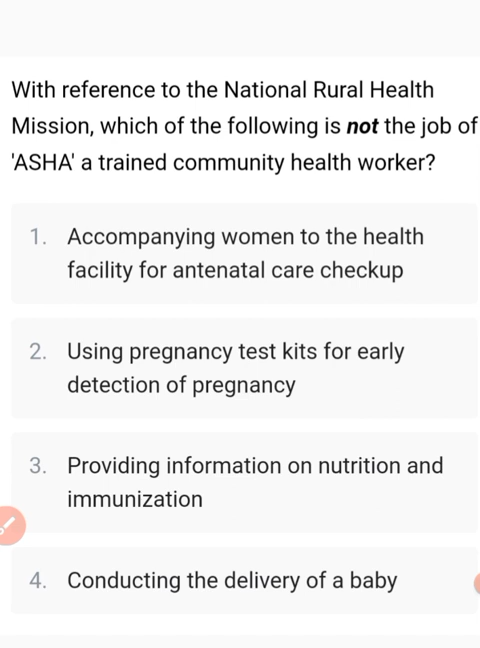 With reference to the National Rural Health
Mission, which of the following is not the job of
'ASHA' a trained community health worker?
1. Accompanying women to the health
facility for antenatal care checkup
2. Using pregnancy test kits for early
detection of pregnancy
3. Providing information on nutrition and
immunization
4. Conducting the delivery of a baby